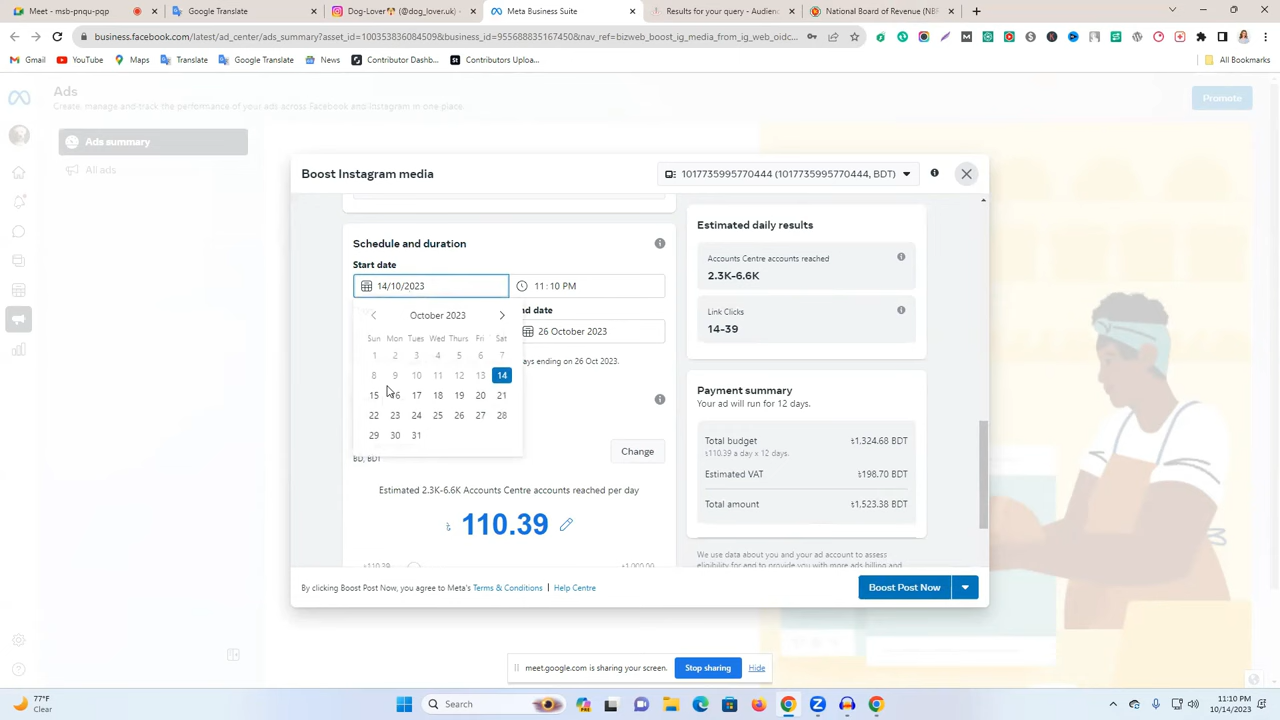 Meet - msb-pnqc-pqp
Google Translate
Dog-Lover (@dog_lover.uk) -
Meta Business Suite
Results for your query - Audienc
National Board of Revenue (NBR
business.facebook.com/latest/ad_center/ads_summary?asset_id=100353836084509&business_id=955688835167450&nav_ref=bizweb_boost_ig_media_from_ig_web_oidc...
Gmail
YouTube
Maps
Translate
Google Translate
News
Contributor Dashb...
Contributors Uploa...
All Bookmarks
Ads
Create, manage and track the performance of your ads across Facebook and Instagram in one place.
Promote
Ads summary
All ads
Boost Instagram media
1017735995770444 (1017735995770444, BDT)
Schedule and duration
Start date
14/10/2023
11:10 PM
October 2023
nd date
26 October 2023
Sun Mon Tues Wed Thurs Fri Sat
1 2 3 4 5 6 7
8 9 10 11 12 13 14
15 16 17 18 19 20 21
22 23 24 25 26 27 28
29 30 31
ays ending on 26 Oct 2023.
BD, BDT
Change
Estimated 2.3K-6.6K Accounts Centre accounts reached per day
৳ 110.39
৳110.39
৳1,000.00
Estimated daily results
Accounts Centre accounts reached
2.3K-6.6K
Link Clicks
14-39
Payment summary
Your ad will run for 12 days.
Total budget
৳1,324.68 BDT
৳110.39 a day x 12 days.
Estimated VAT
৳198.70 BDT
Total amount
৳1,523.38 BDT
We use data about you and your ad account to assess
eligibility for and to provide you with more ads billing and
By clicking Boost Post Now, you agree to Meta's Terms & Conditions | Help Centre
Boost Post Now
meet.google.com is sharing your screen.
Stop sharing
Hide
77°F
Clear
Search
11:10 PM
10/14/2023